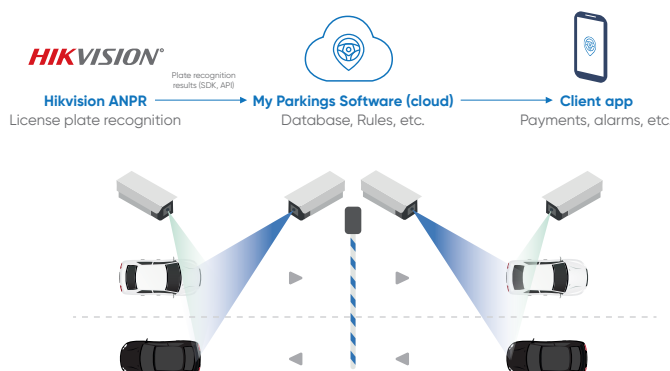 HIKVISION
Plate recognition
results (SDK, API)
Hikvision ANPR
My Parkings Software (cloud)
Client app
License plate recognition
Database, Rules, etc.
Payments, alarms, etc